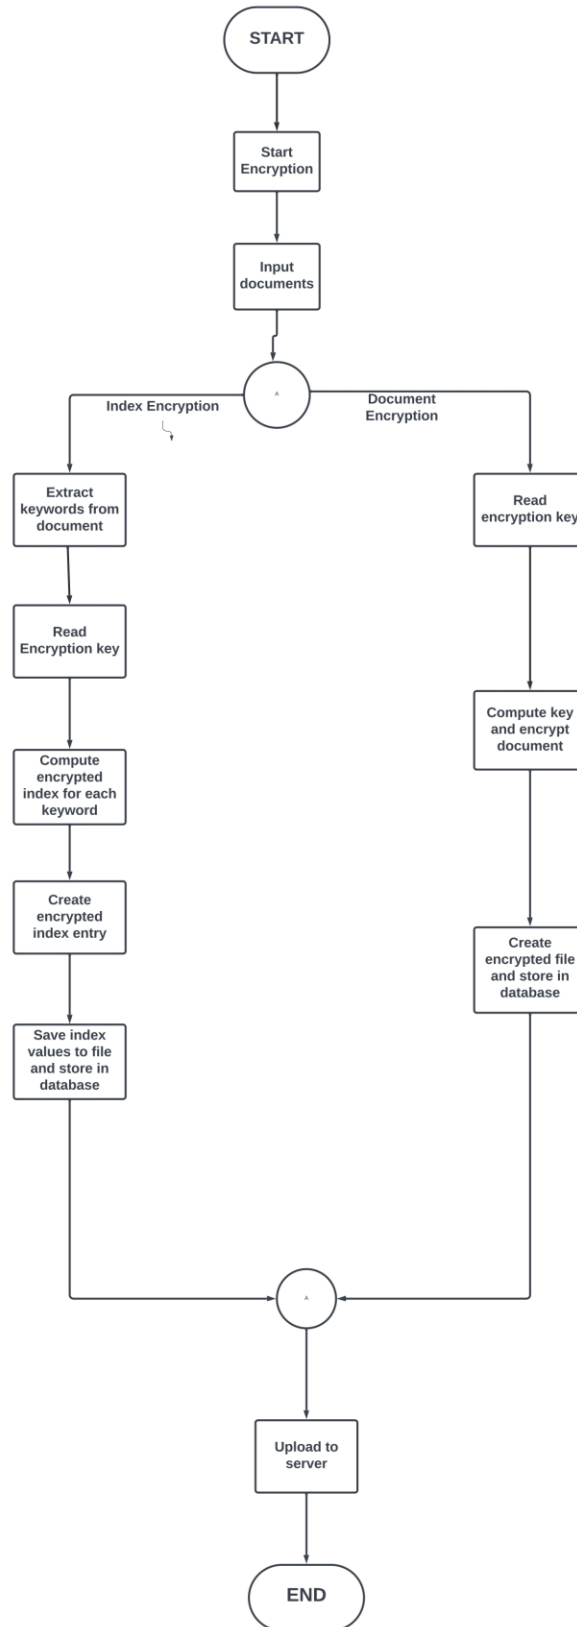 START
Start
Encryption
Input
documents
A
Index Encryption
Document
Encryption
Extract
keywords from
document
Read
Encryption key
Compute
encrypted
index for each
keyword
Create
encrypted
index entry
Save index
values to file
and store in
database
Read
encryption key
Compute key
and encrypt
document
Create
encrypted file
and store in
database
A
Upload to
server
END